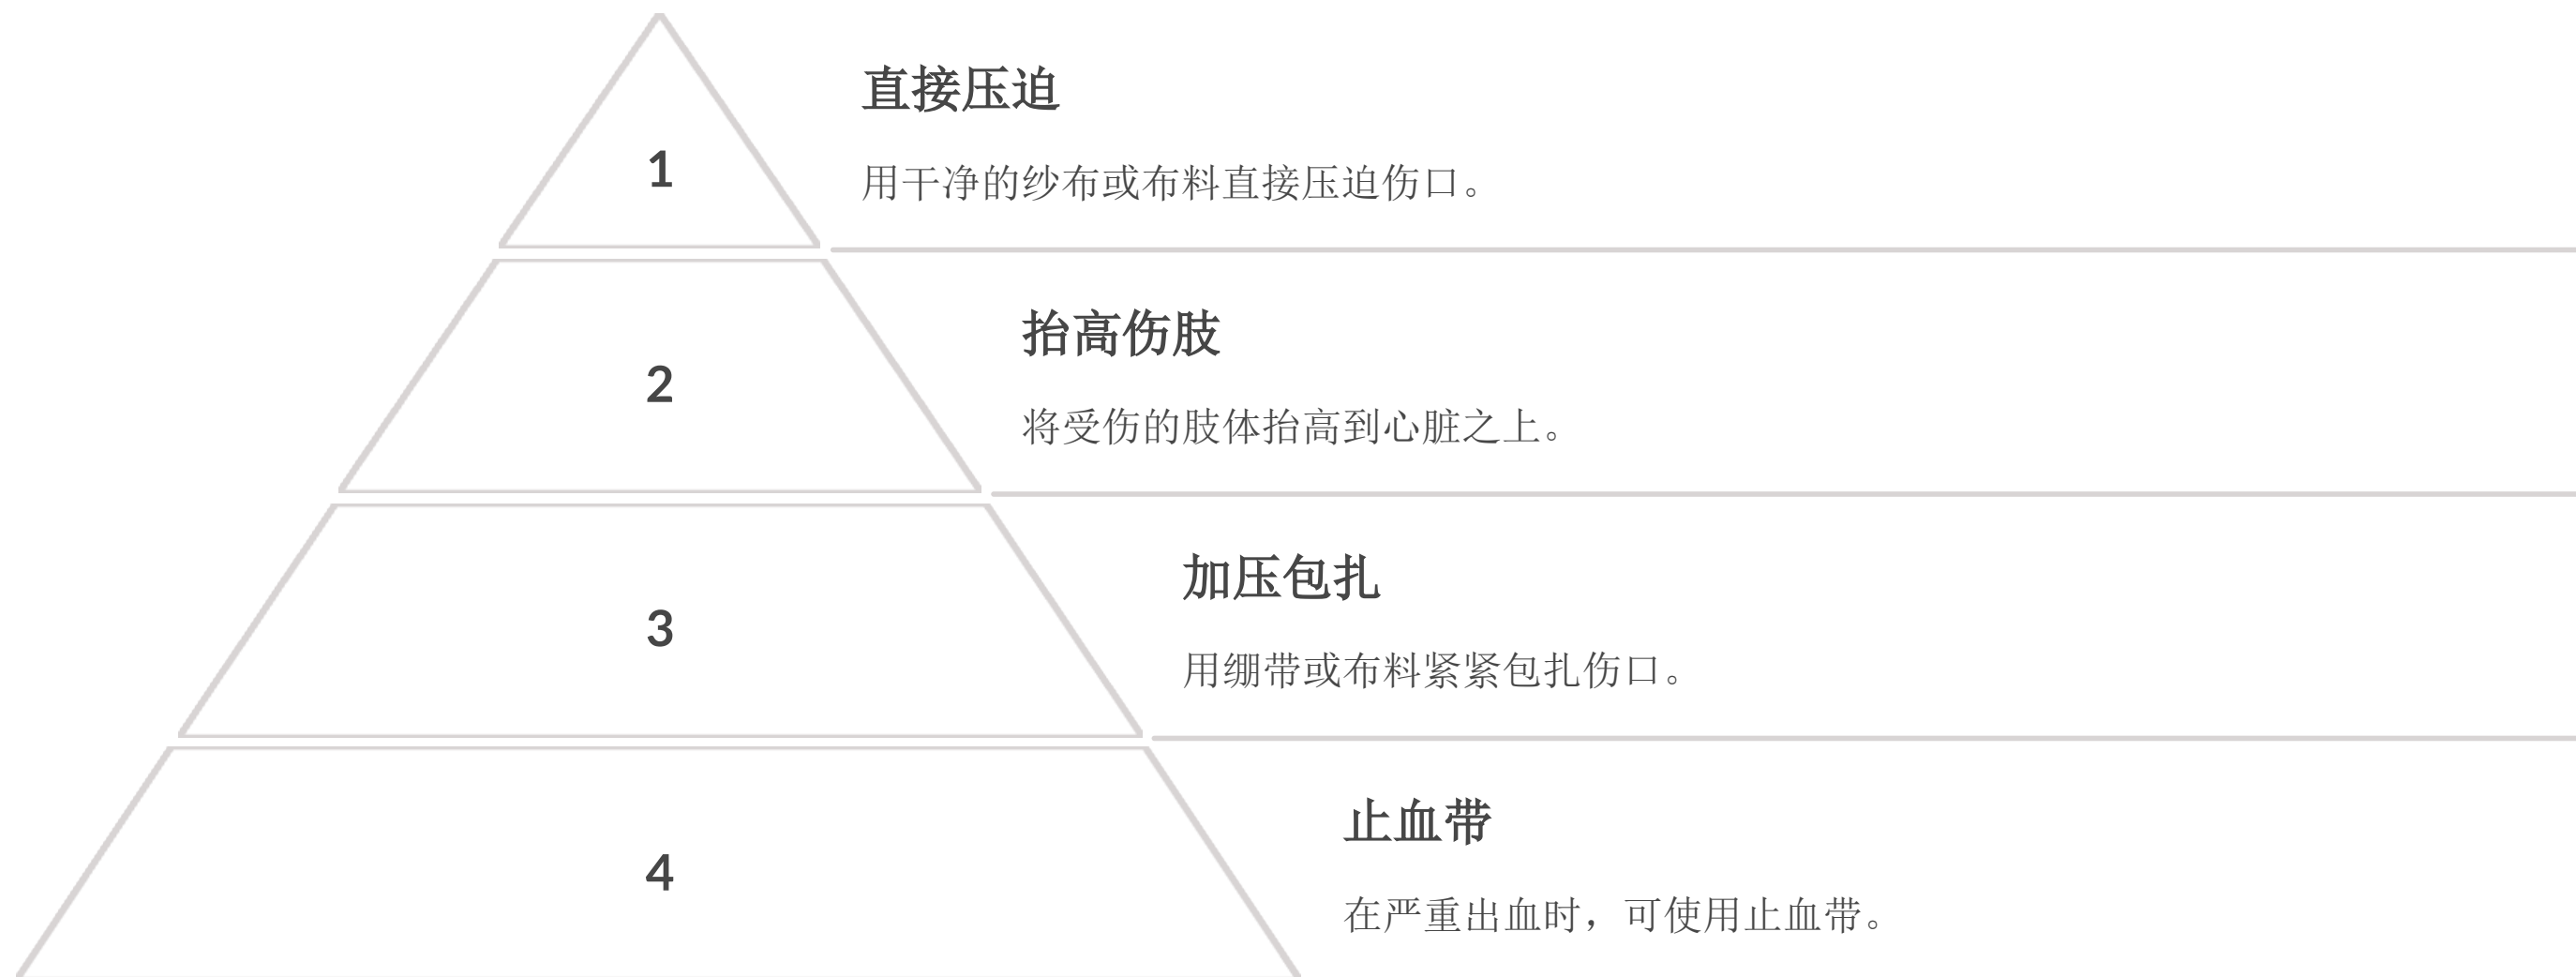 1
直接压迫
用干净的纱布或布料直接压迫伤口。
2
抬高伤肢
将受伤的肢体抬高到心脏之上。
3
加压包扎
用绷带或布料紧紧包扎伤口。
4
止血带
在严重出血时，可使用止血带。